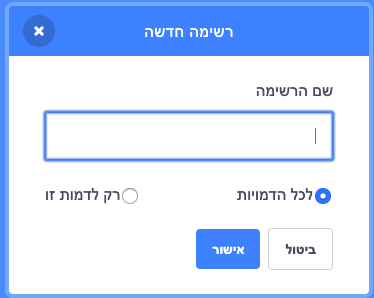 רשימה חדשה
שם הרשימה
לכל הדמויות
רק לדמות זו
ביטול
אישור